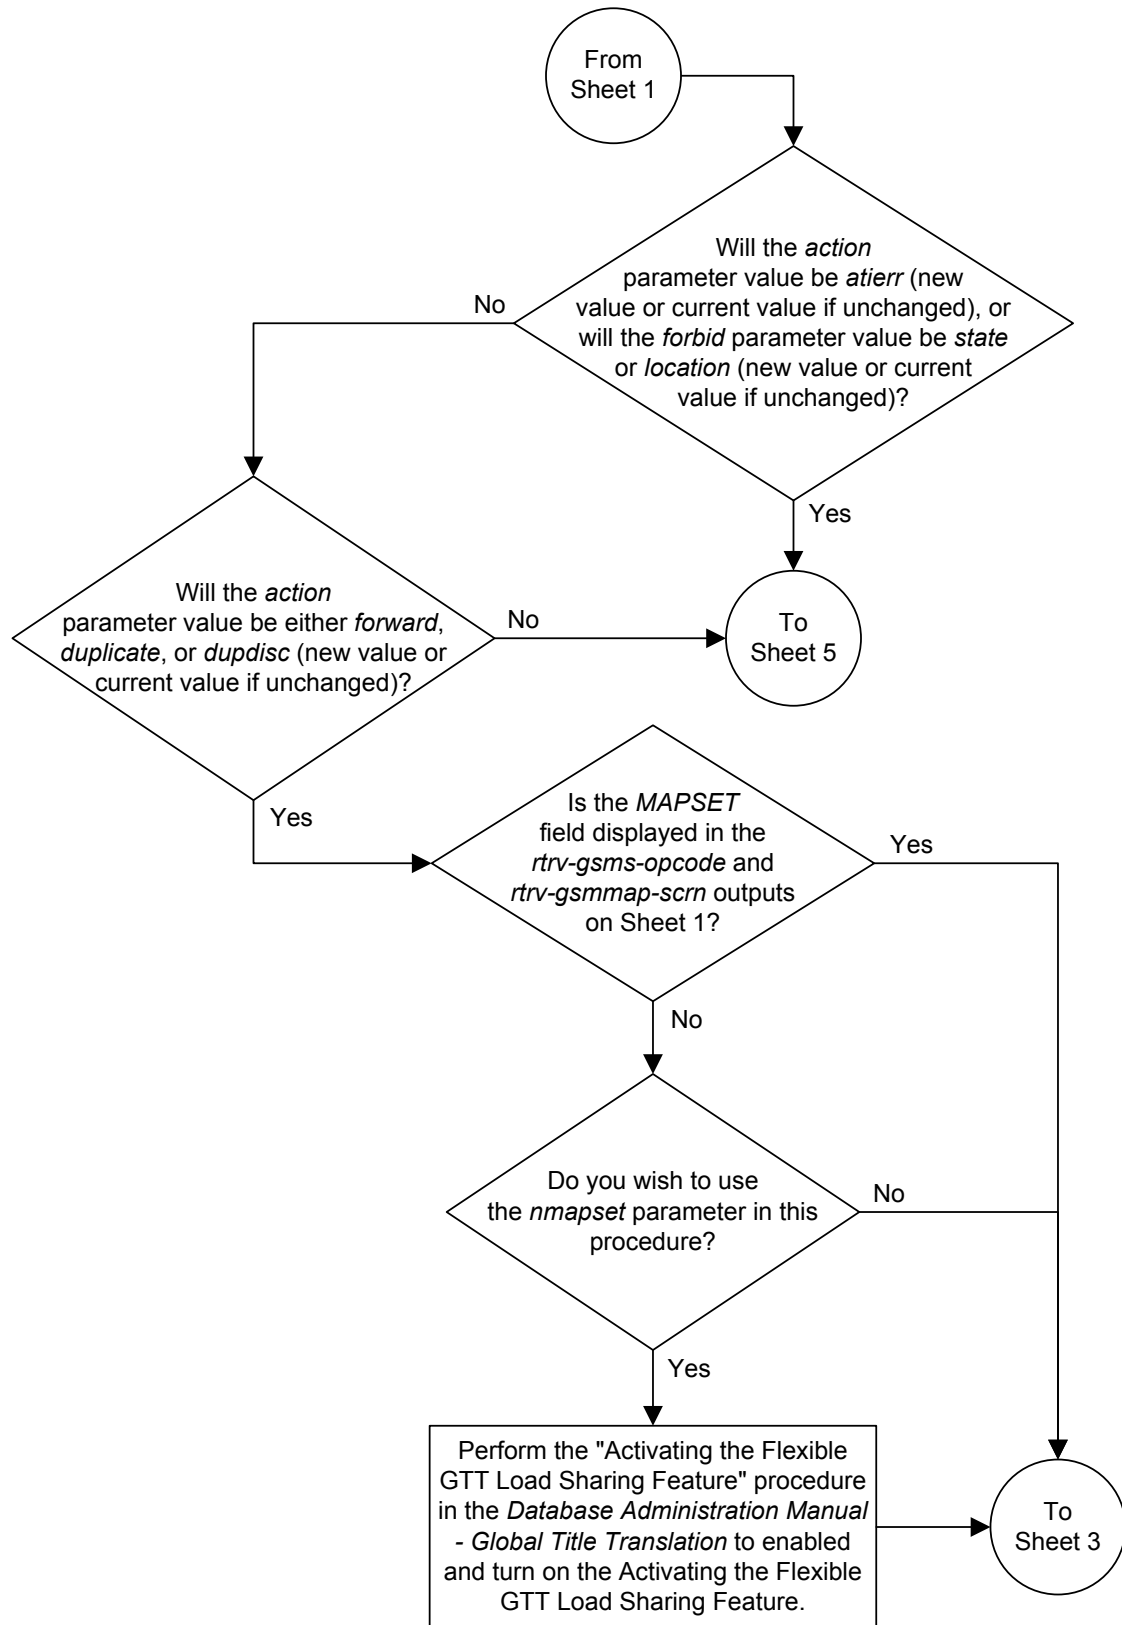 From
Sheet 1
Will the action
parameter value be atierr (new
value or current value if unchanged), or
will the forbid parameter value be state
or location (new value or current
value if unchanged)?
No
Yes
Will the action
parameter value be either forward,
duplicate, or dupdisc (new value or
current value if unchanged)?
No
To
Sheet 5
Yes
Is the MAPSET
field displayed in the
rtrv-gsms-opcode and
rtrv-gsmmap-scrn outputs
on Sheet 1?
Yes
No
Do you wish to use
the nmapset parameter in this
procedure?
No
Yes
Perform the "Activating the Flexible
GTT Load Sharing Feature" procedure
in the Database Administration Manual
- Global Title Translation to enabled
and turn on the Activating the Flexible
GTT Load Sharing Feature.
To
Sheet 3